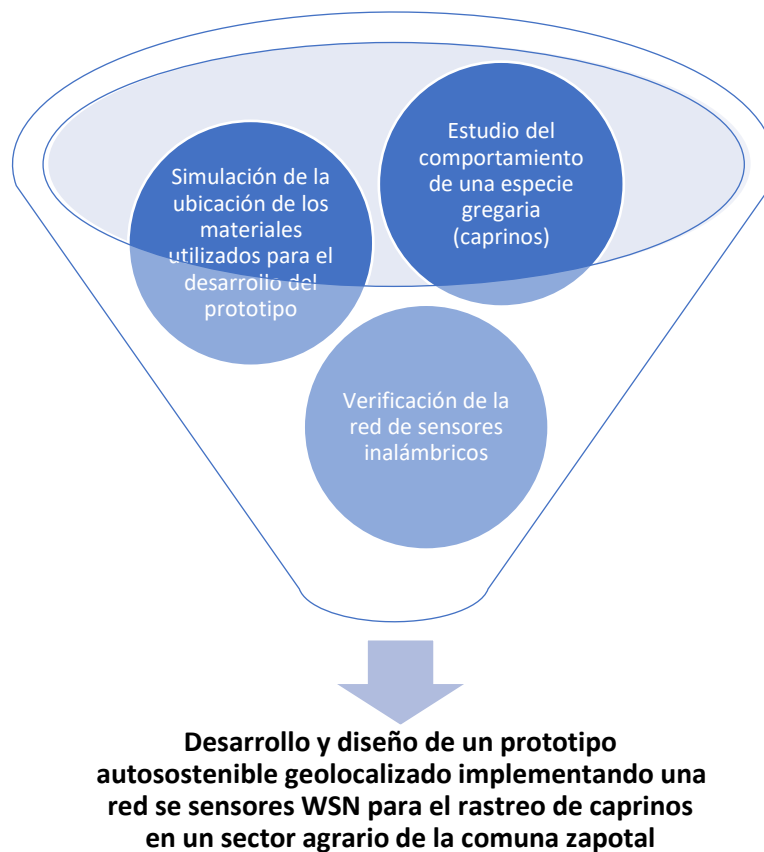 Estudio del
comportamiento
de una especie
gregaria
(caprinos)
Simulación de la
ubicación de los
materiales
utilizados para el
desarrollo del
prototipo
Verificación de la
red de sensores
inalámbricos
Desarrollo y diseño de un prototipo
autosostenible geolocalizado implementando una
red se sensores WSN para el rastreo de caprinos
en un sector agrario de la comuna zapotal